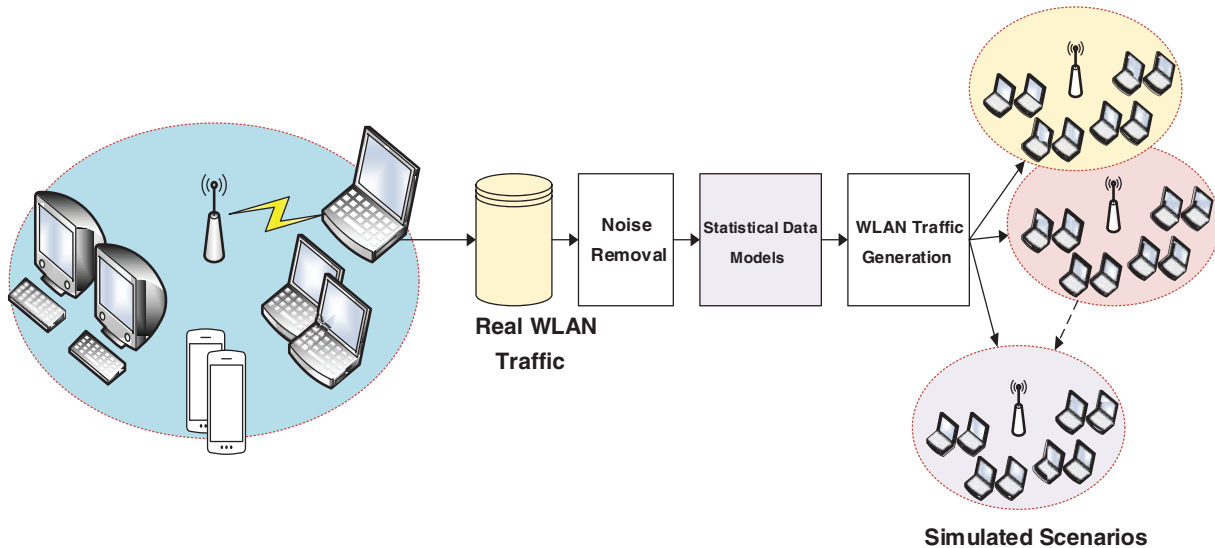 Real WLAN
Traffic
Noise
Removal
Statistical Data
Models
WLAN Traffic
Generation
Simulated Scenarios